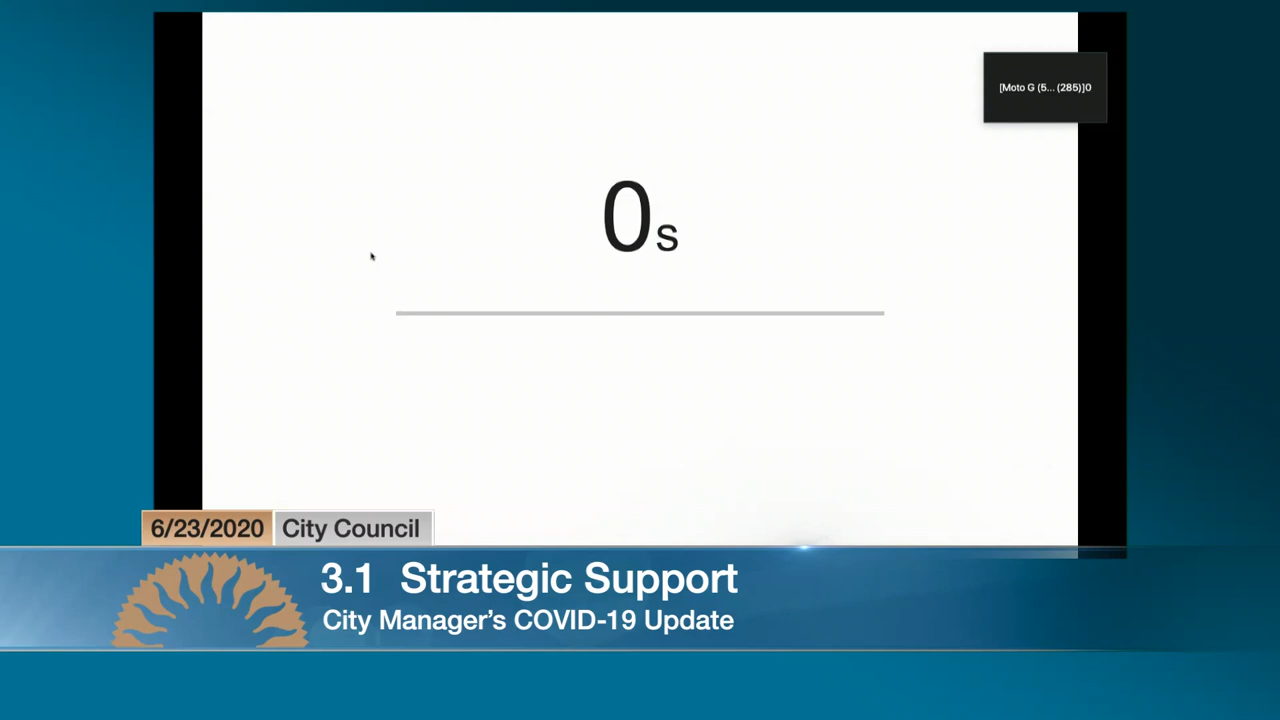 [Moto G (5... (285)]0
0s
6/23/2020 City Council
3.1 Strategic Support
City Manager's COVID-19 Update